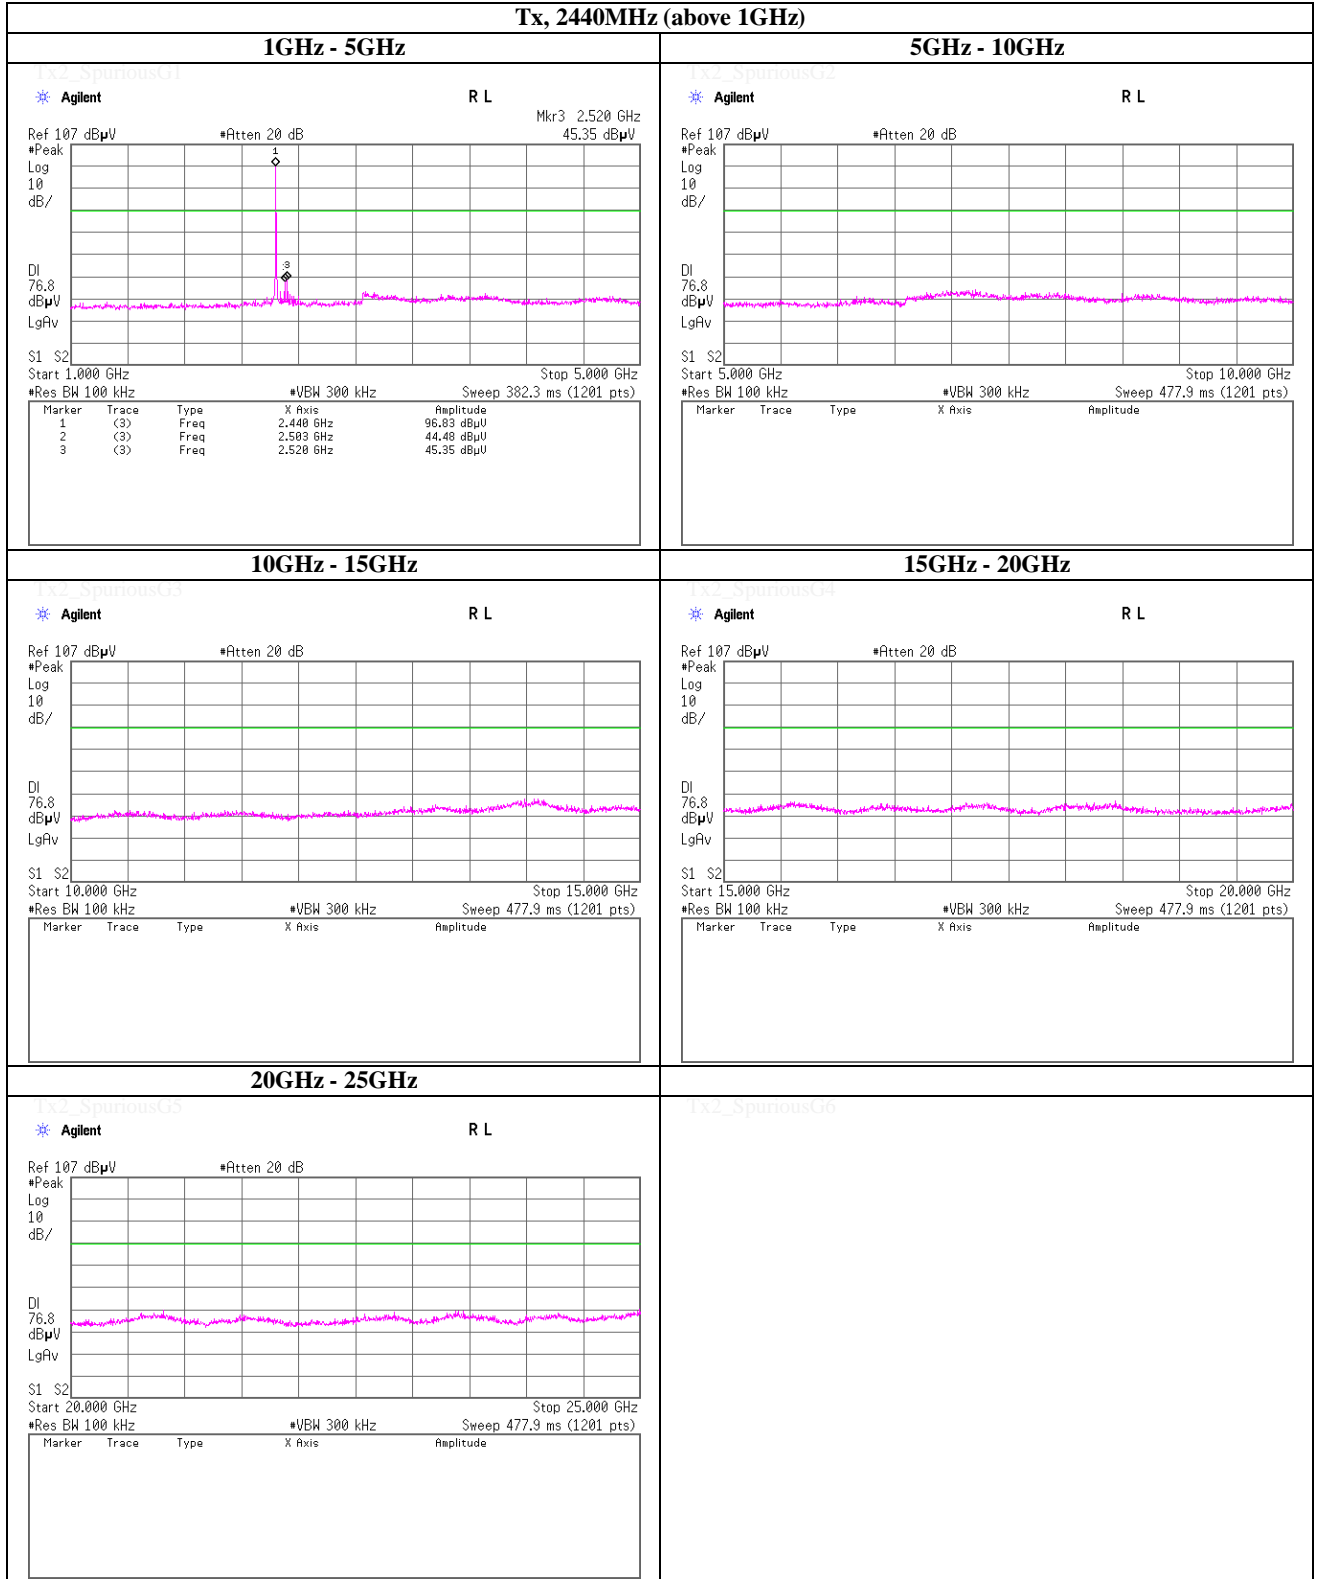 Tx, 2440MHz (above 1GHz)
1GHz - 5GHz
Tx2_SpuriousG1
Agilent
R L
Mkr3 2.520 GHz
Ref 107 dBµV #Atten 20 dB 45.35 dBµV
#Peak
Log
10
dB/
1
3
DI
76.8
dBµV
LgAv
S1 S2
Start 1.000 GHz Stop 5.000 GHz
#Res BW 100 kHz #VBW 300 kHz Sweep 382.3 ms (1201 pts)
Marker Trace Type X Axis Amplitude
1 (3) Freq 2.440 GHz 96.83 dBµV
2 (3) Freq 2.503 GHz 44.48 dBµV
3 (3) Freq 2.520 GHz 45.35 dBµV
5GHz - 10GHz
Tx2_SpuriousG2
Agilent
R L
Ref 107 dBµV #Atten 20 dB
#Peak
Log
10
dB/
DI
76.8
dBµV
LgAv
S1 S2
Start 5.000 GHz Stop 10.000 GHz
#Res BW 100 kHz #VBW 300 kHz Sweep 477.9 ms (1201 pts)
Marker Trace Type X Axis Amplitude
10GHz - 15GHz
Tx2_SpuriousG3
Agilent
R L
Ref 107 dBµV #Atten 20 dB
#Peak
Log
10
dB/
DI
76.8
dBµV
LgAv
S1 S2
Start 10.000 GHz Stop 15.000 GHz
#Res BW 100 kHz #VBW 300 kHz Sweep 477.9 ms (1201 pts)
Marker Trace Type X Axis Amplitude
15GHz - 20GHz
Tx2_SpuriousG4
Agilent
R L
Ref 107 dBµV #Atten 20 dB
#Peak
Log
10
dB/
DI
76.8
dBµV
LgAv
S1 S2
Start 15.000 GHz Stop 20.000 GHz
#Res BW 100 kHz #VBW 300 kHz Sweep 477.9 ms (1201 pts)
Marker Trace Type X Axis Amplitude
20GHz - 25GHz
Tx2_SpuriousG5
Agilent
R L
Ref 107 dBµV #Atten 20 dB
#Peak
Log
10
dB/
DI
76.8
dBµV
LgAv
S1 S2
Start 20.000 GHz Stop 25.000 GHz
#Res BW 100 kHz #VBW 300 kHz Sweep 477.9 ms (1201 pts)
Marker Trace Type X Axis Amplitude
Tx2_SpuriousG6